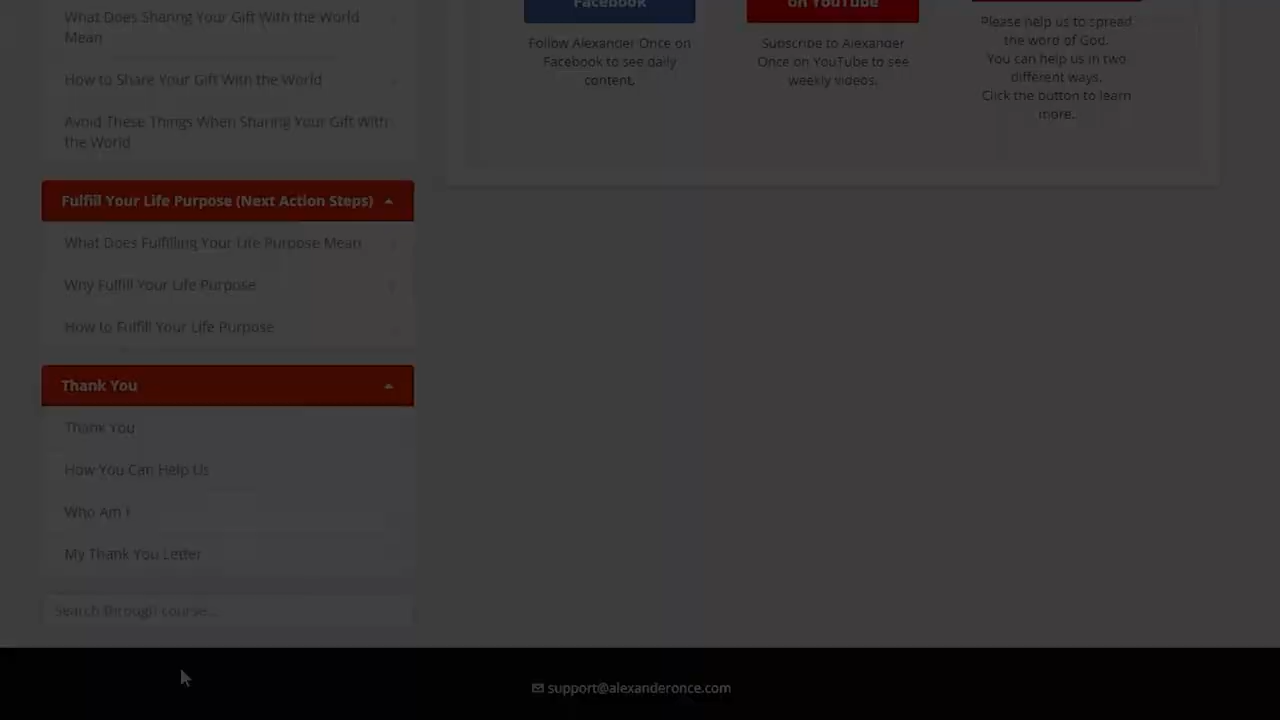 What Does Sharing Your Gift With the World
Mean
How to Share Your Gift With the World
Avoid These Things When Sharing Your Gift With
the World
Fulfill Your Life Purpose (Next Action Steps)
What Does Fulfilling Your Life Purpose Mean
Why Fulfill Your Life Purpose
How to Fulfill Your Life Purpose
Thank You
Thank You
How You Can Help Us
Who Am I
My Thank You Letter
Search through course...
Facebook
Follow Alexander Once on
Facebook to see daily
content.
on YouTube
Subscribe to Alexander
Once on YouTube to see
weekly videos.
Please help us to spread
the word of God.
You can help us in two
different ways.
Click the button to learn
more.
support@alexanderonce.com